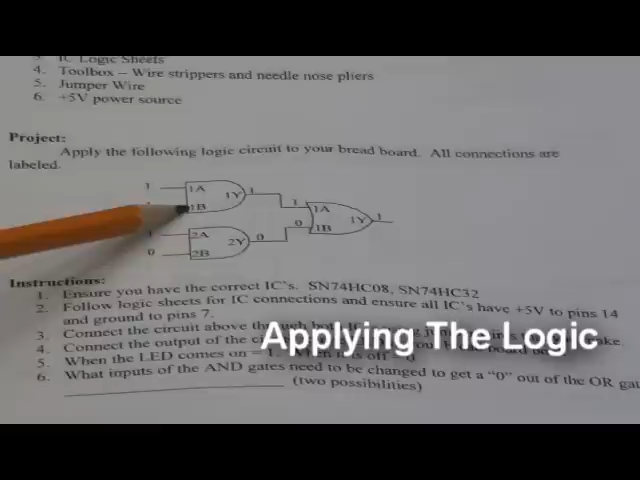 IC Logic Sheets
4. Toolbox – Wire strippers and needle nose pliers
5. Jumper Wire
6. +5V power source
Project:
Apply the following logic circuit to your bread board. All connections are
labeled.
1 1A 1Y 1
1B
1 1A 1Y 1
0 1B
2A 2Y 0
0 2B
Instructions:
1. Ensure you have the correct IC's. SN74HC08, SN74HC32
2. Follow logic sheets for IC connections and ensure all IC's have +5V to pins 14
and ground to pins 7.
3. Connect the circuit above through
4. Connect the output of the
5. When the LED comes on = 1.
6. What inputs of the AND gates need to be changed to get a "0" out of the OR gat
(two possibilities)
Applying The Logic